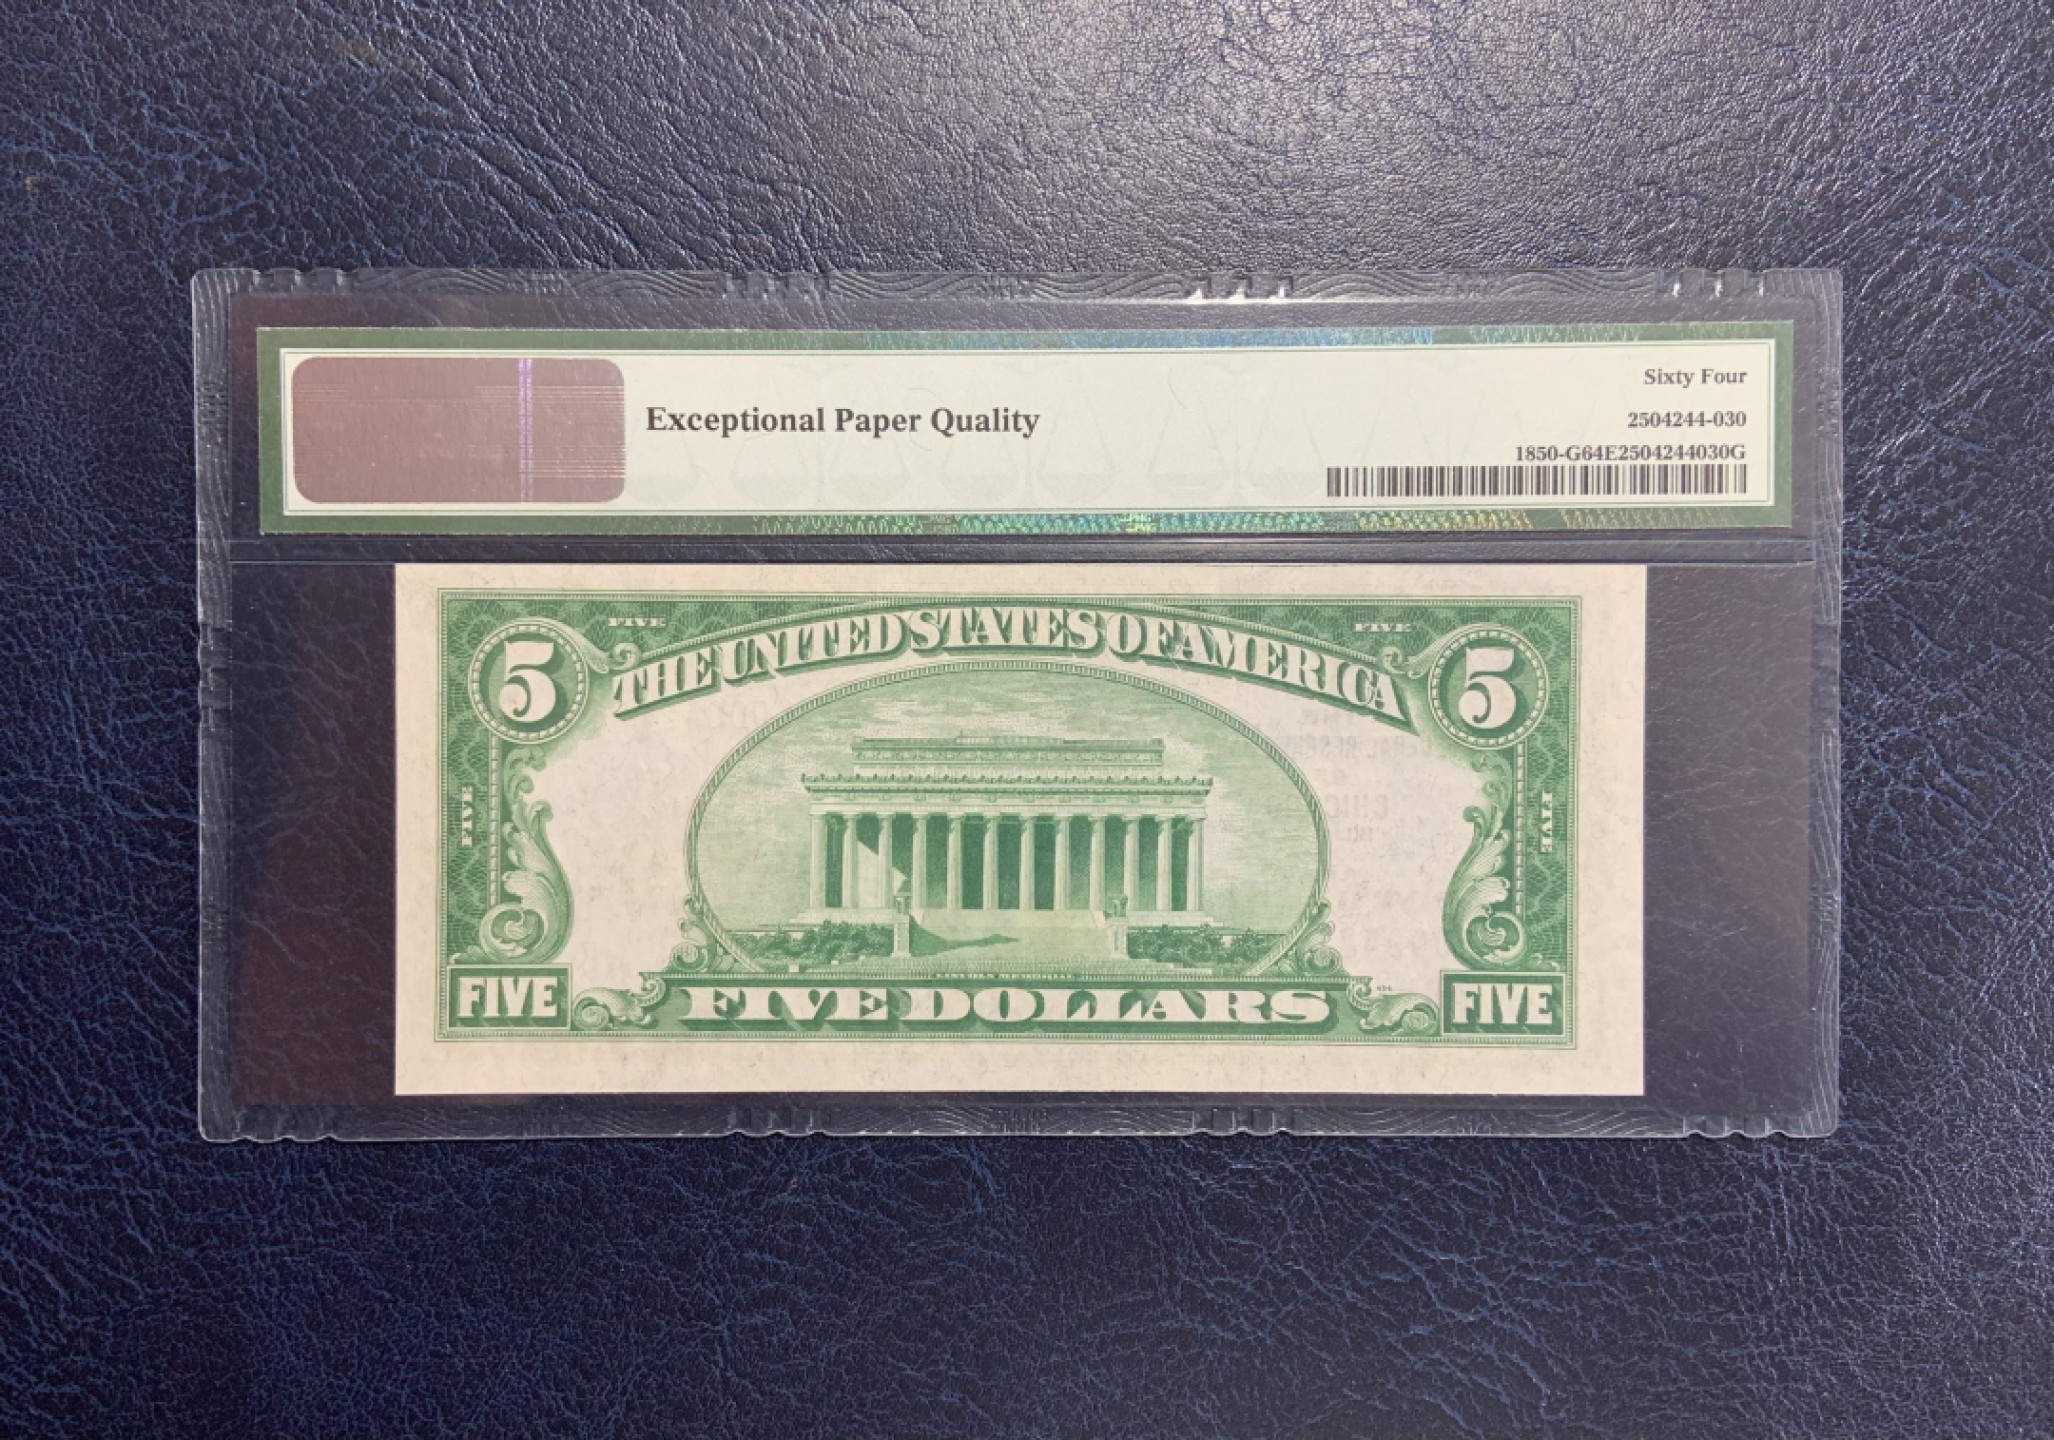 Sixty Four
Exceptional Paper Quality
2504244-030
1850-G64E2504244030G
FIVE FIVE
THE UNITED STATES OF AMERICA
5 5
FIVE FIVE
FIVE FIVE DOLLARS FIVE